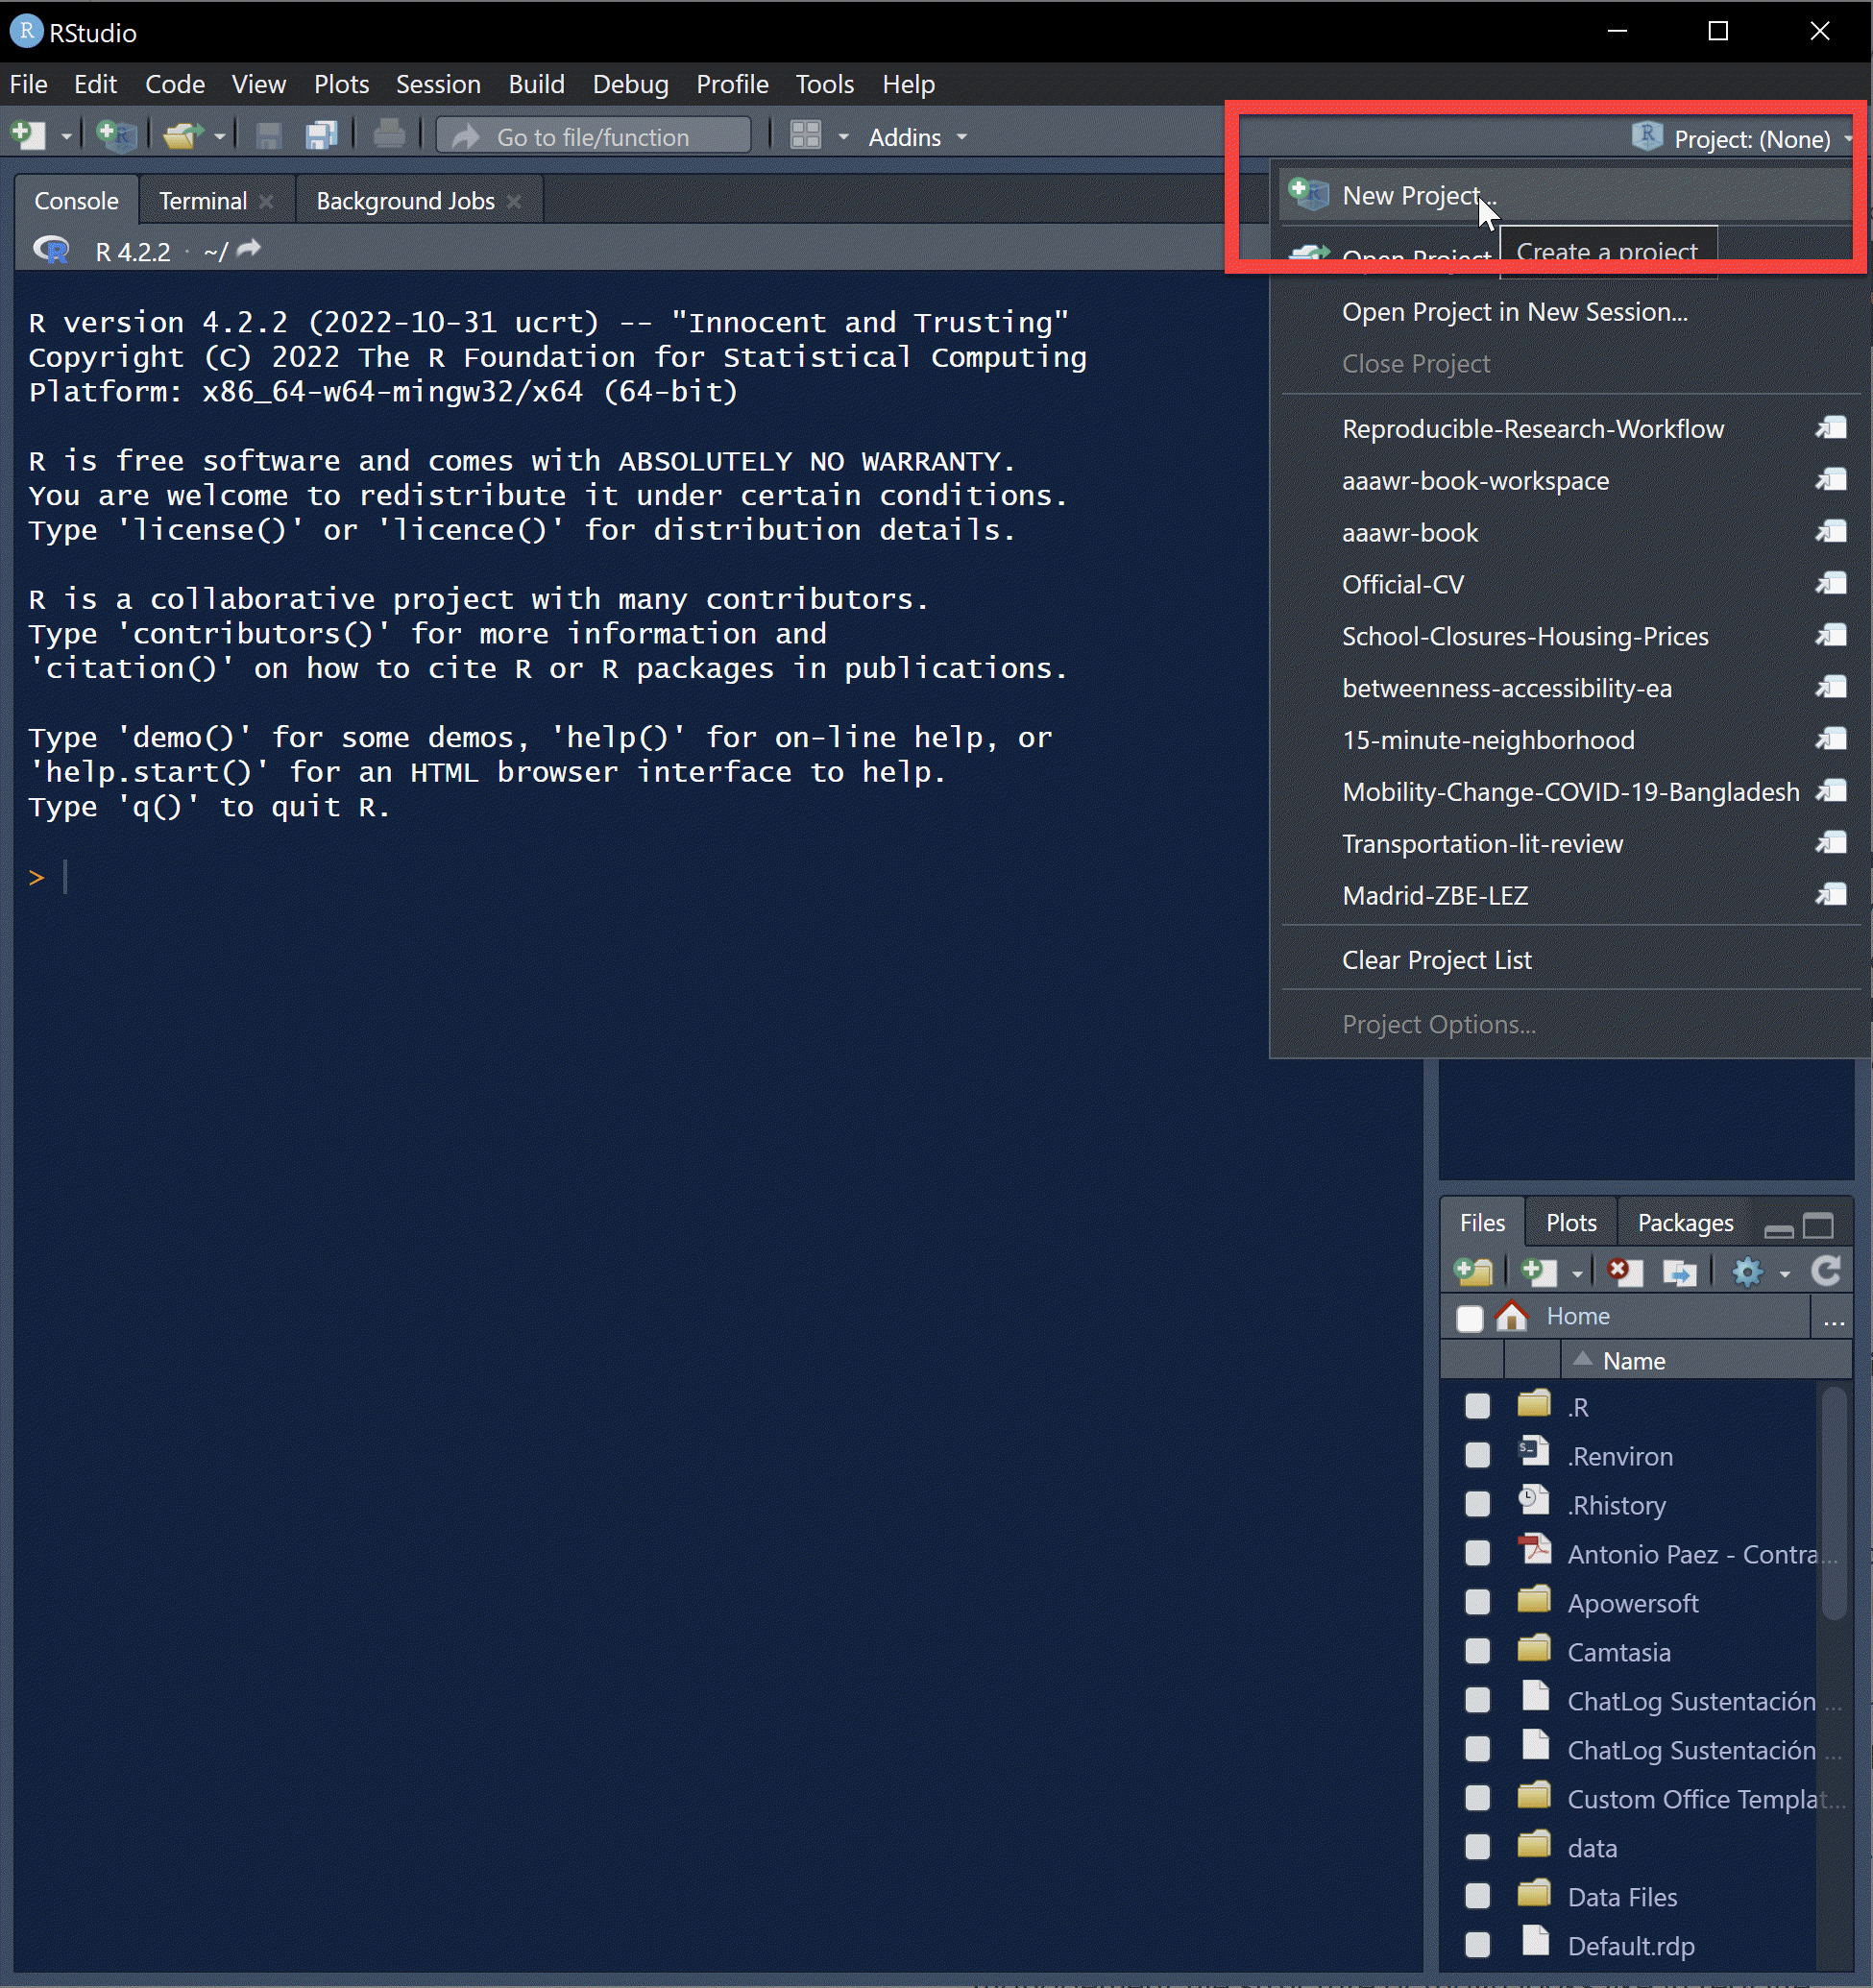 RStudio
File Edit Code View Plots Session Build Debug Profile Tools Help
Go to file/function Addins Project: (None)
Console Terminal Background Jobs
R 4.2.2 · ~/
R version 4.2.2 (2022-10-31 ucrt) -- "Innocent and Trusting"
Copyright (C) 2022 The R Foundation for Statistical Computing
Platform: x86_64-w64-mingw32/x64 (64-bit)
R is free software and comes with ABSOLUTELY NO WARRANTY.
You are welcome to redistribute it under certain conditions.
Type 'license()' or 'licence()' for distribution details.
R is a collaborative project with many contributors.
Type 'contributors()' for more information and
'citation()' on how to cite R or R packages in publications.
Type 'demo()' for some demos, 'help()' for on-line help, or
'help.start()' for an HTML browser interface to help.
Type 'q()' to quit R.
>
New Project...
Open Project
Create a project
Open Project in New Session...
Close Project
Reproducible-Research-Workflow
aaawr-book-workspace
aaawr-book
Official-CV
School-Closures-Housing-Prices
betweenness-accessibility-ea
15-minute-neighborhood
Mobility-Change-COVID-19-Bangladesh
Transportation-lit-review
Madrid-ZBE-LEZ
Clear Project List
Project Options...
Files Plots Packages
Home ...
Name
.R
.Renviron
.Rhistory
Antonio Paez - Contra...
Apowersoft
Camtasia
ChatLog Sustentación ...
ChatLog Sustentación ...
Custom Office Templat...
data
Data Files
Default.rdp